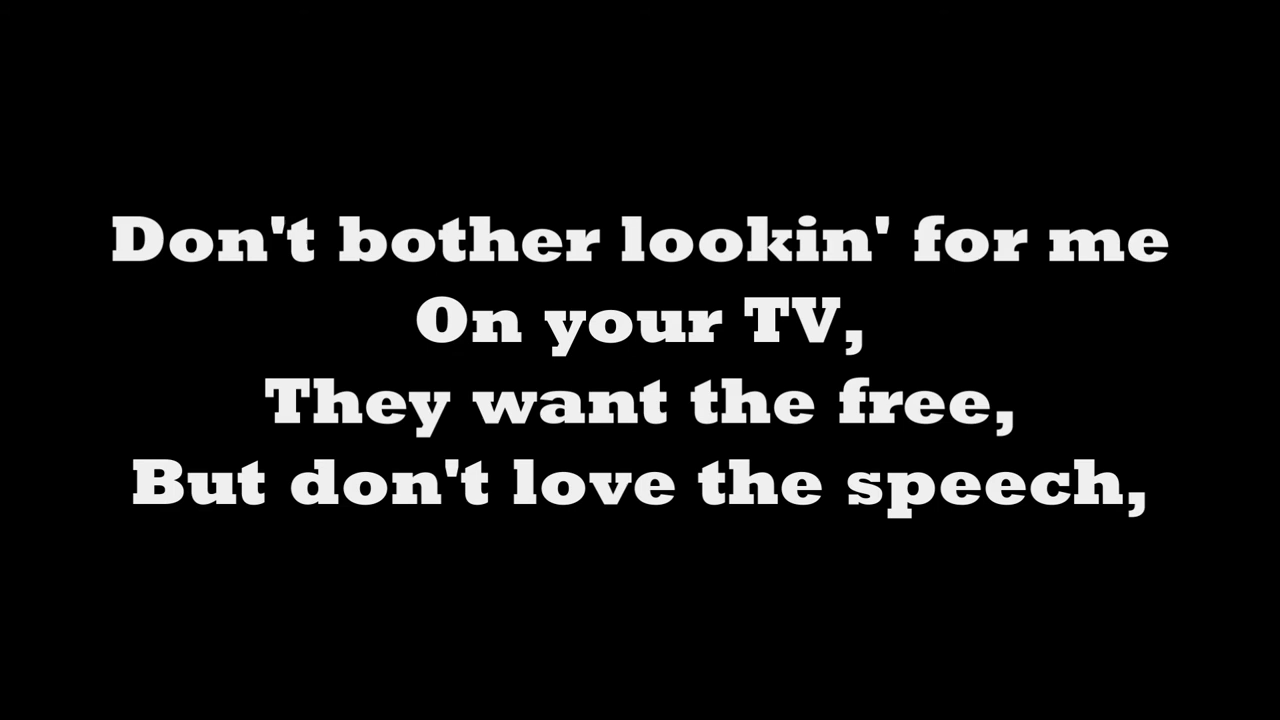 Don't bother lookin' for me
On your TV,
They want the free,
But don't love the speech,